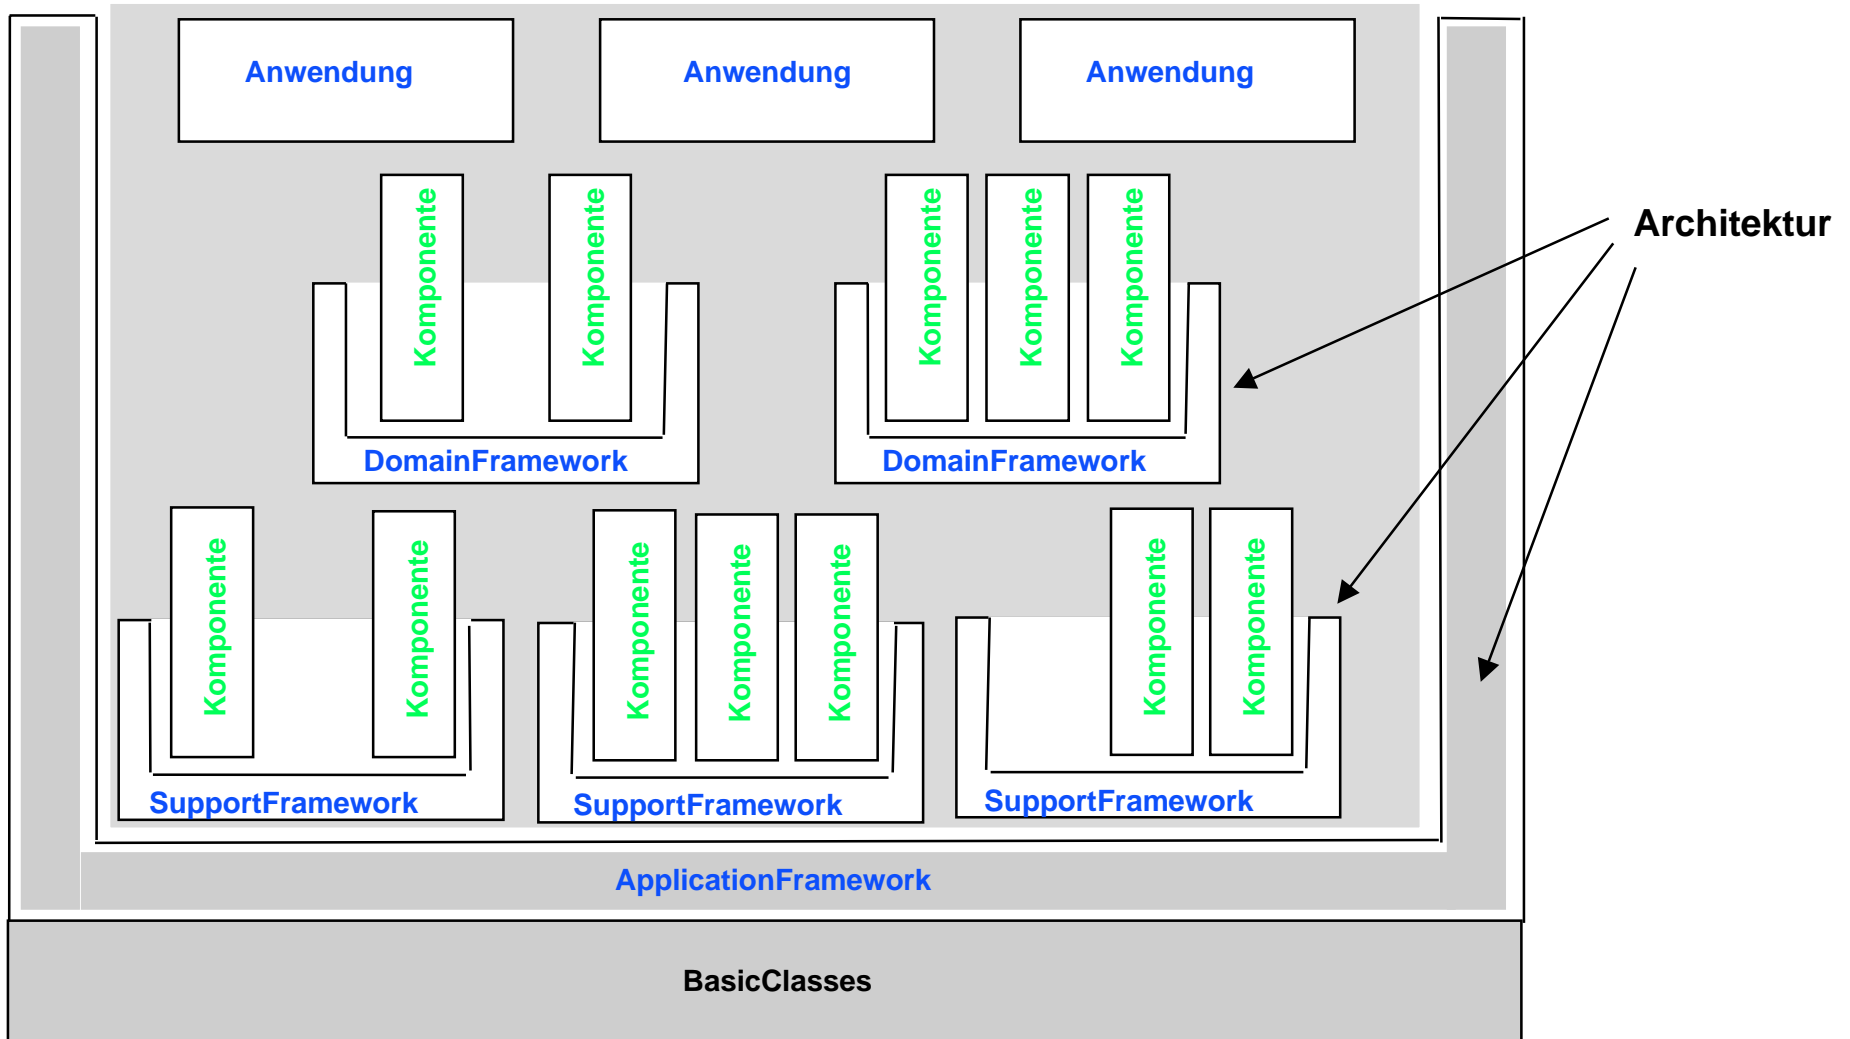 Anwendung
Anwendung
Anwendung
Komponente
Komponente
Komponente
Komponente
Komponente
Architektur
DomainFramework
DomainFramework
Komponente
Komponente
Komponente
Komponente
Komponente
Komponente
Komponente
SupportFramework
SupportFramework
SupportFramework
ApplicationFramework
BasicClasses